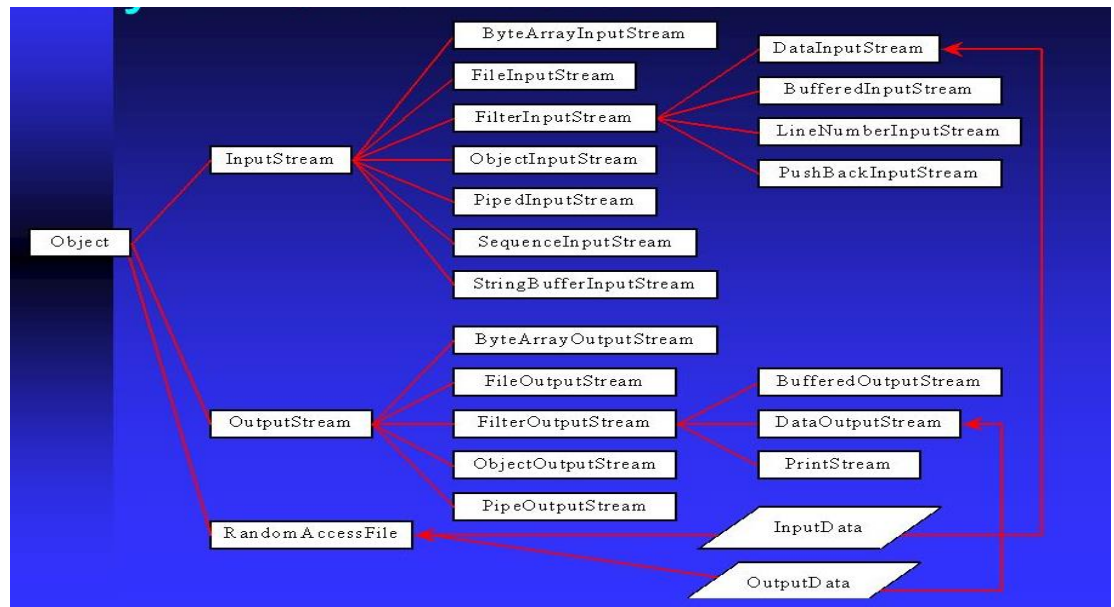 Object
InputStream
ByteArrayInputStream
FileInputStream
FilterInputStream
ObjectInputStream
PipedInputStream
SequenceInputStream
StringBufferInputStream
DataInputStream
BufferedInputStream
LineNumberInputStream
PushBackInputStream
OutputStream
ByteArrayOutputStream
FileOutputStream
FilterOutputStream
ObjectOutputStream
PipeOutputStream
BufferedOutputStream
DataOutputStream
PrintStream
RandomAccessFile
InputData
OutputData